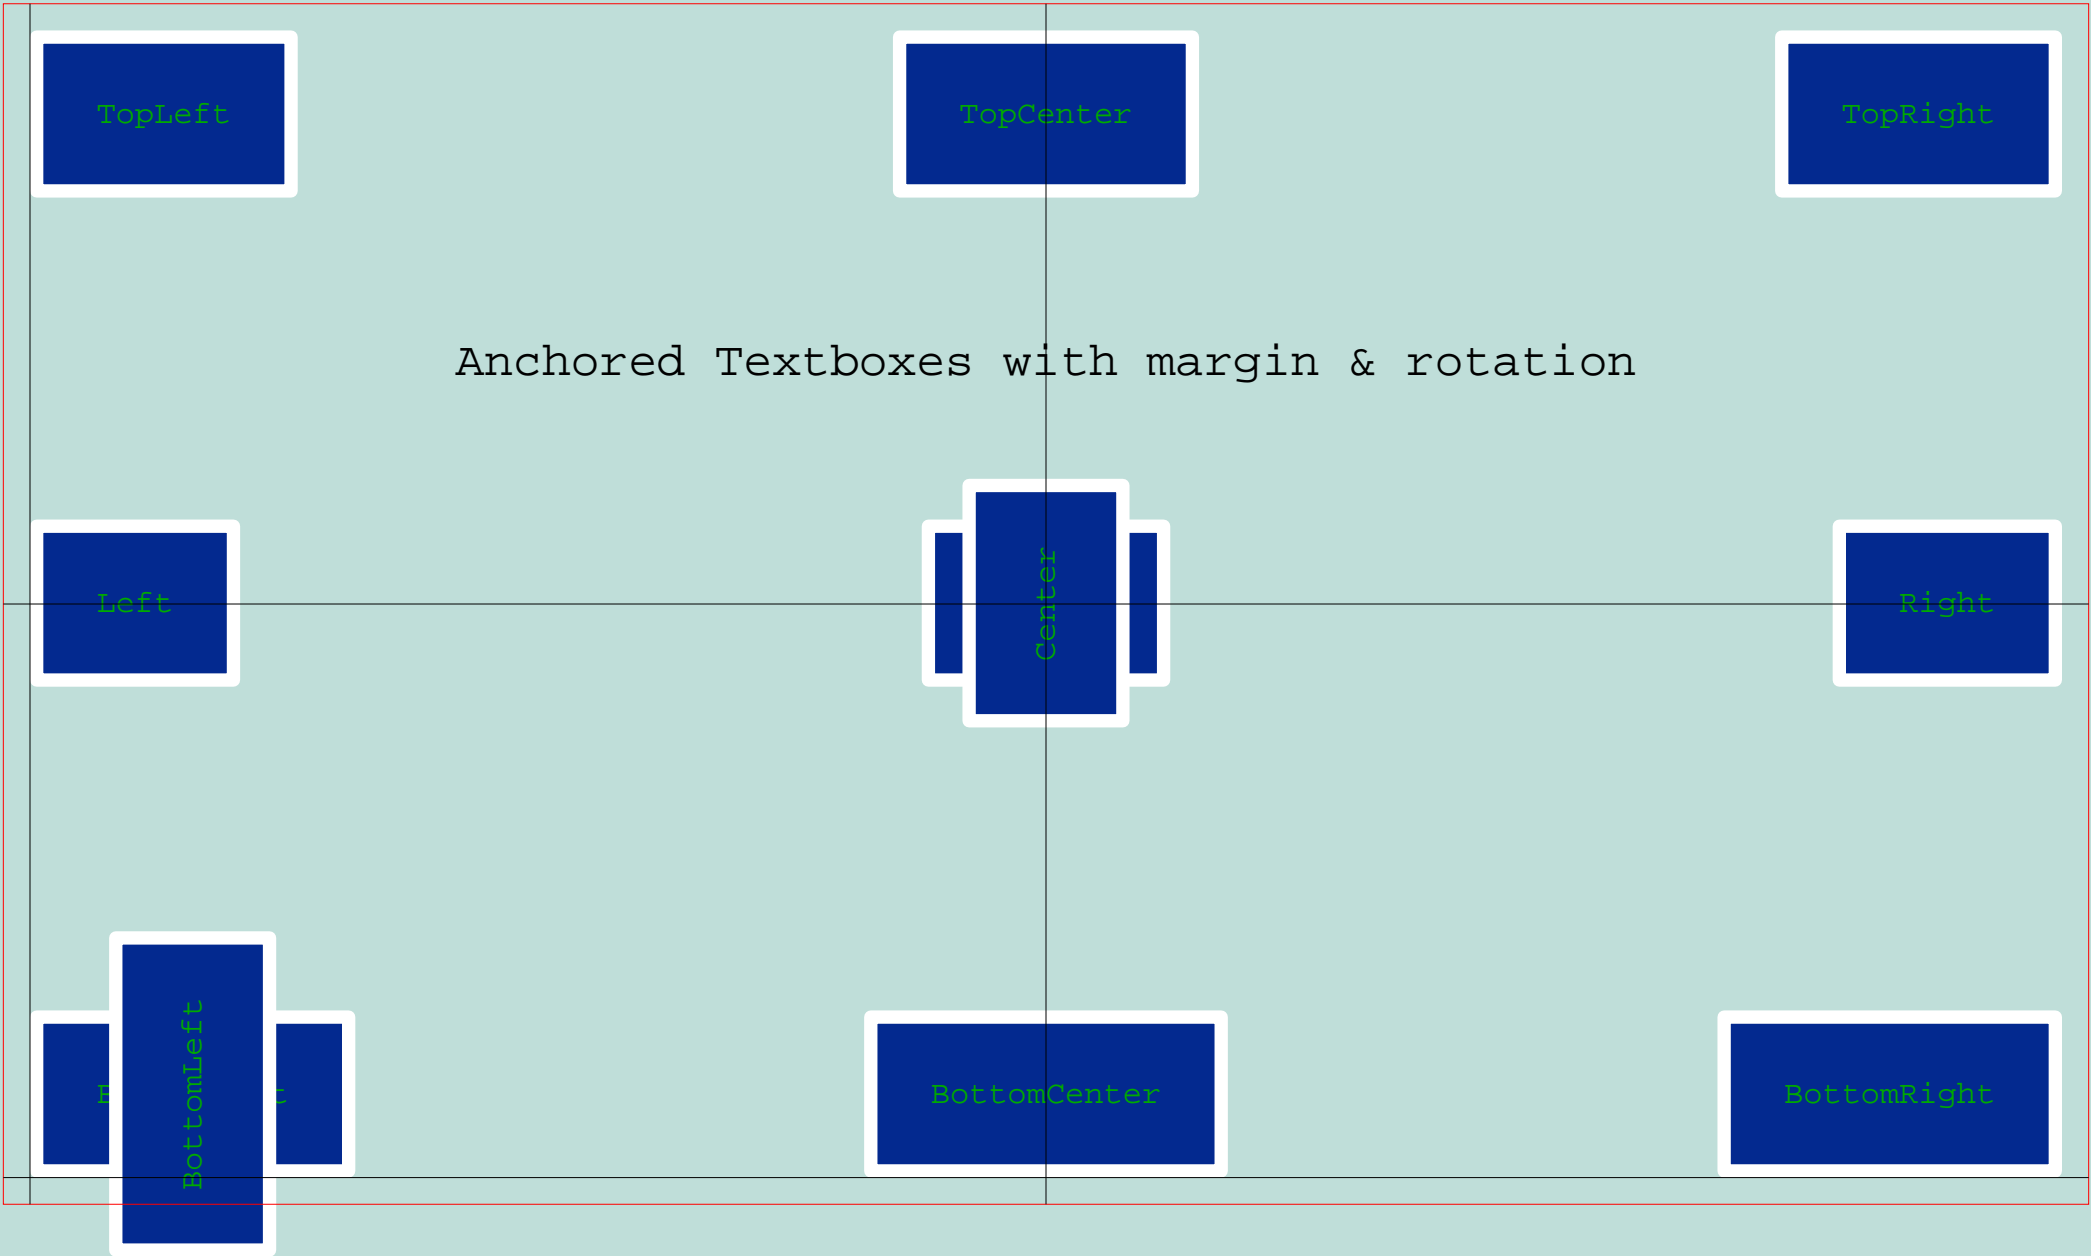 TopLeft
TopCenter
TopRight
Anchored Textboxes with margin & rotation
Left
Center
Right
BottomLeft
BottomCenter
BottomRight